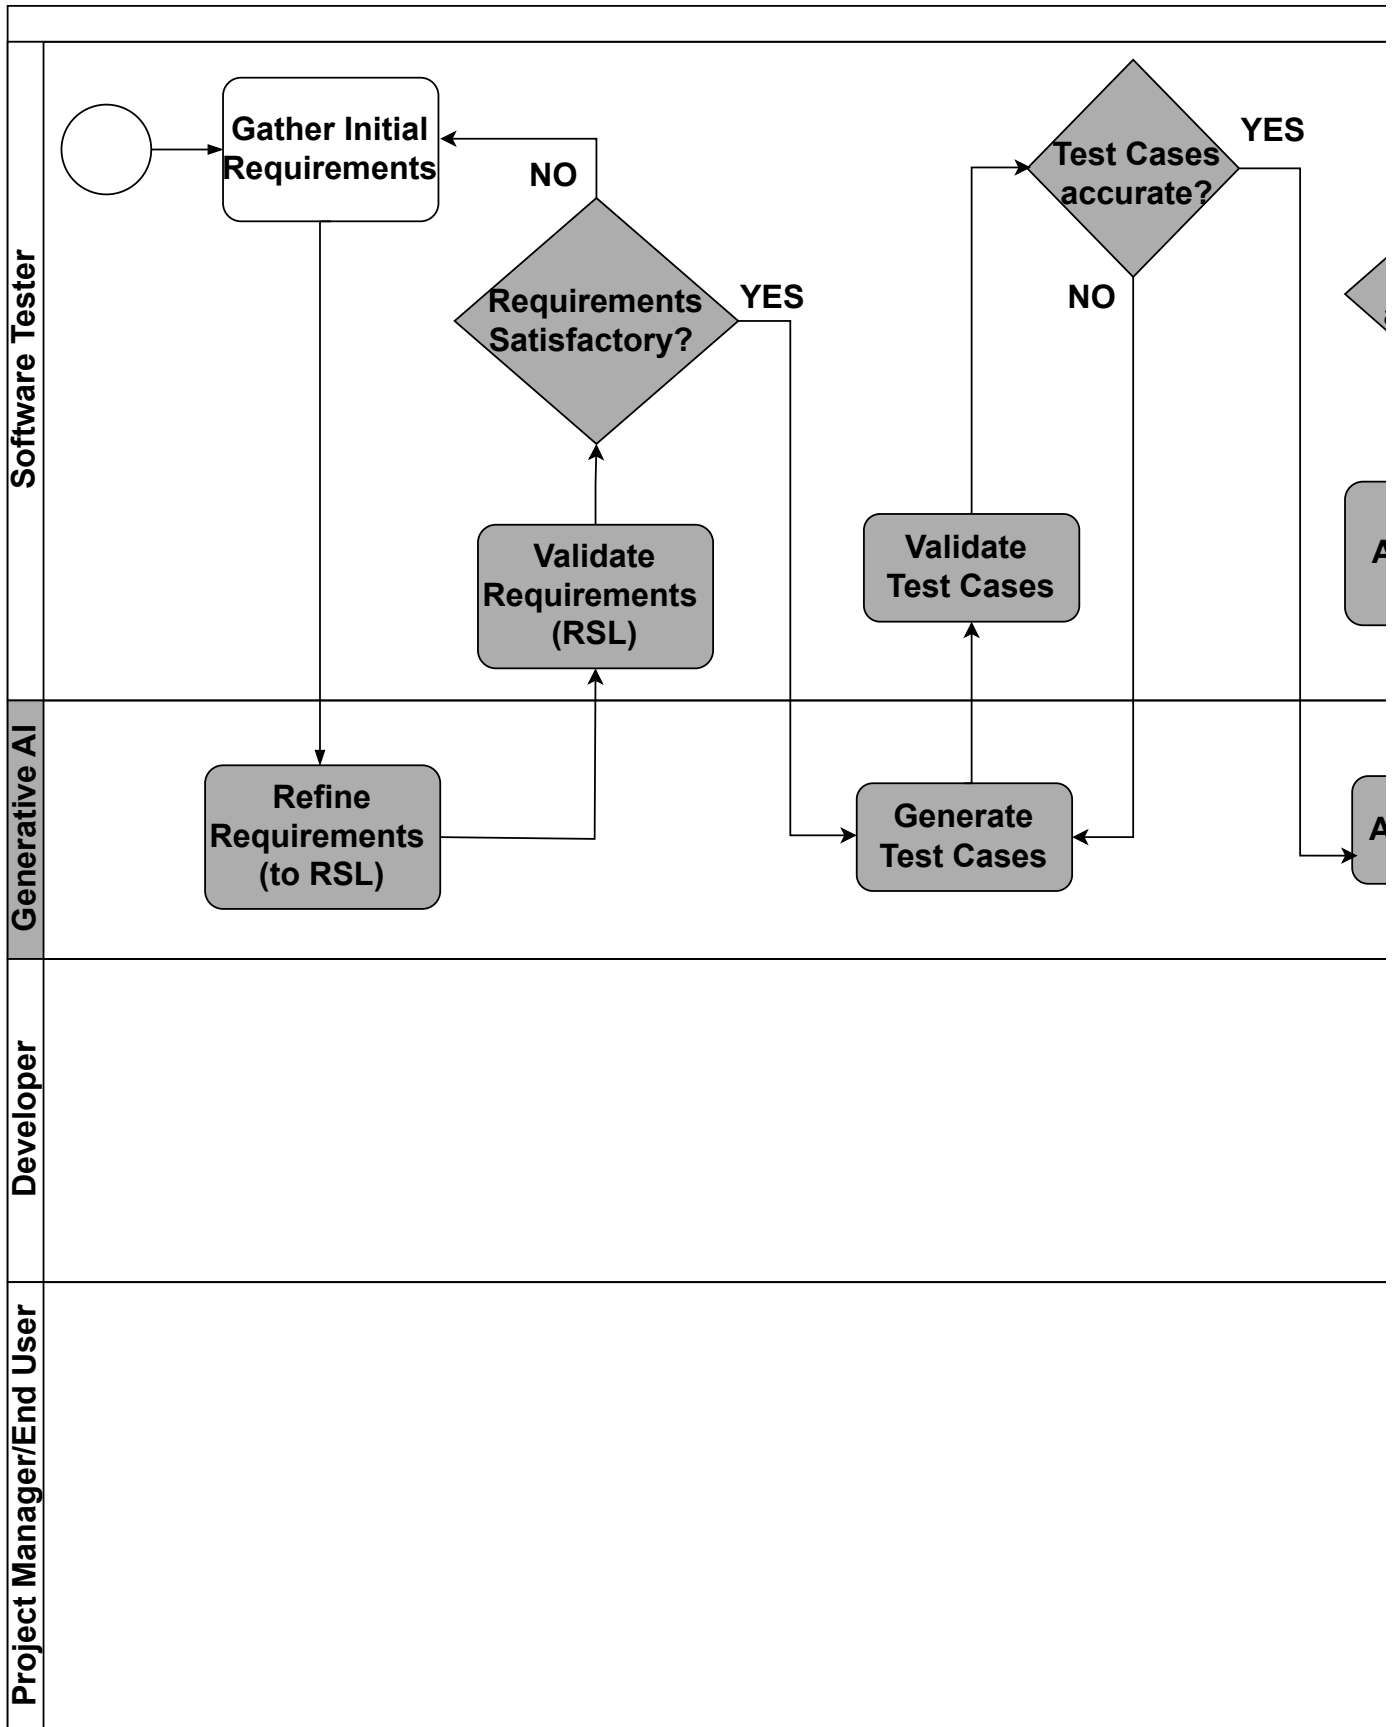 Software Tester
Gather Initial
Requirements
NO
Requirements
Satisfactory?
YES
Validate
Requirements
(RSL)
Test Cases
accurate?
YES
NO
Validate
Test Cases
Generative AI
Refine
Requirements
(to RSL)
Generate
Test Cases
Developer
Project Manager/End User